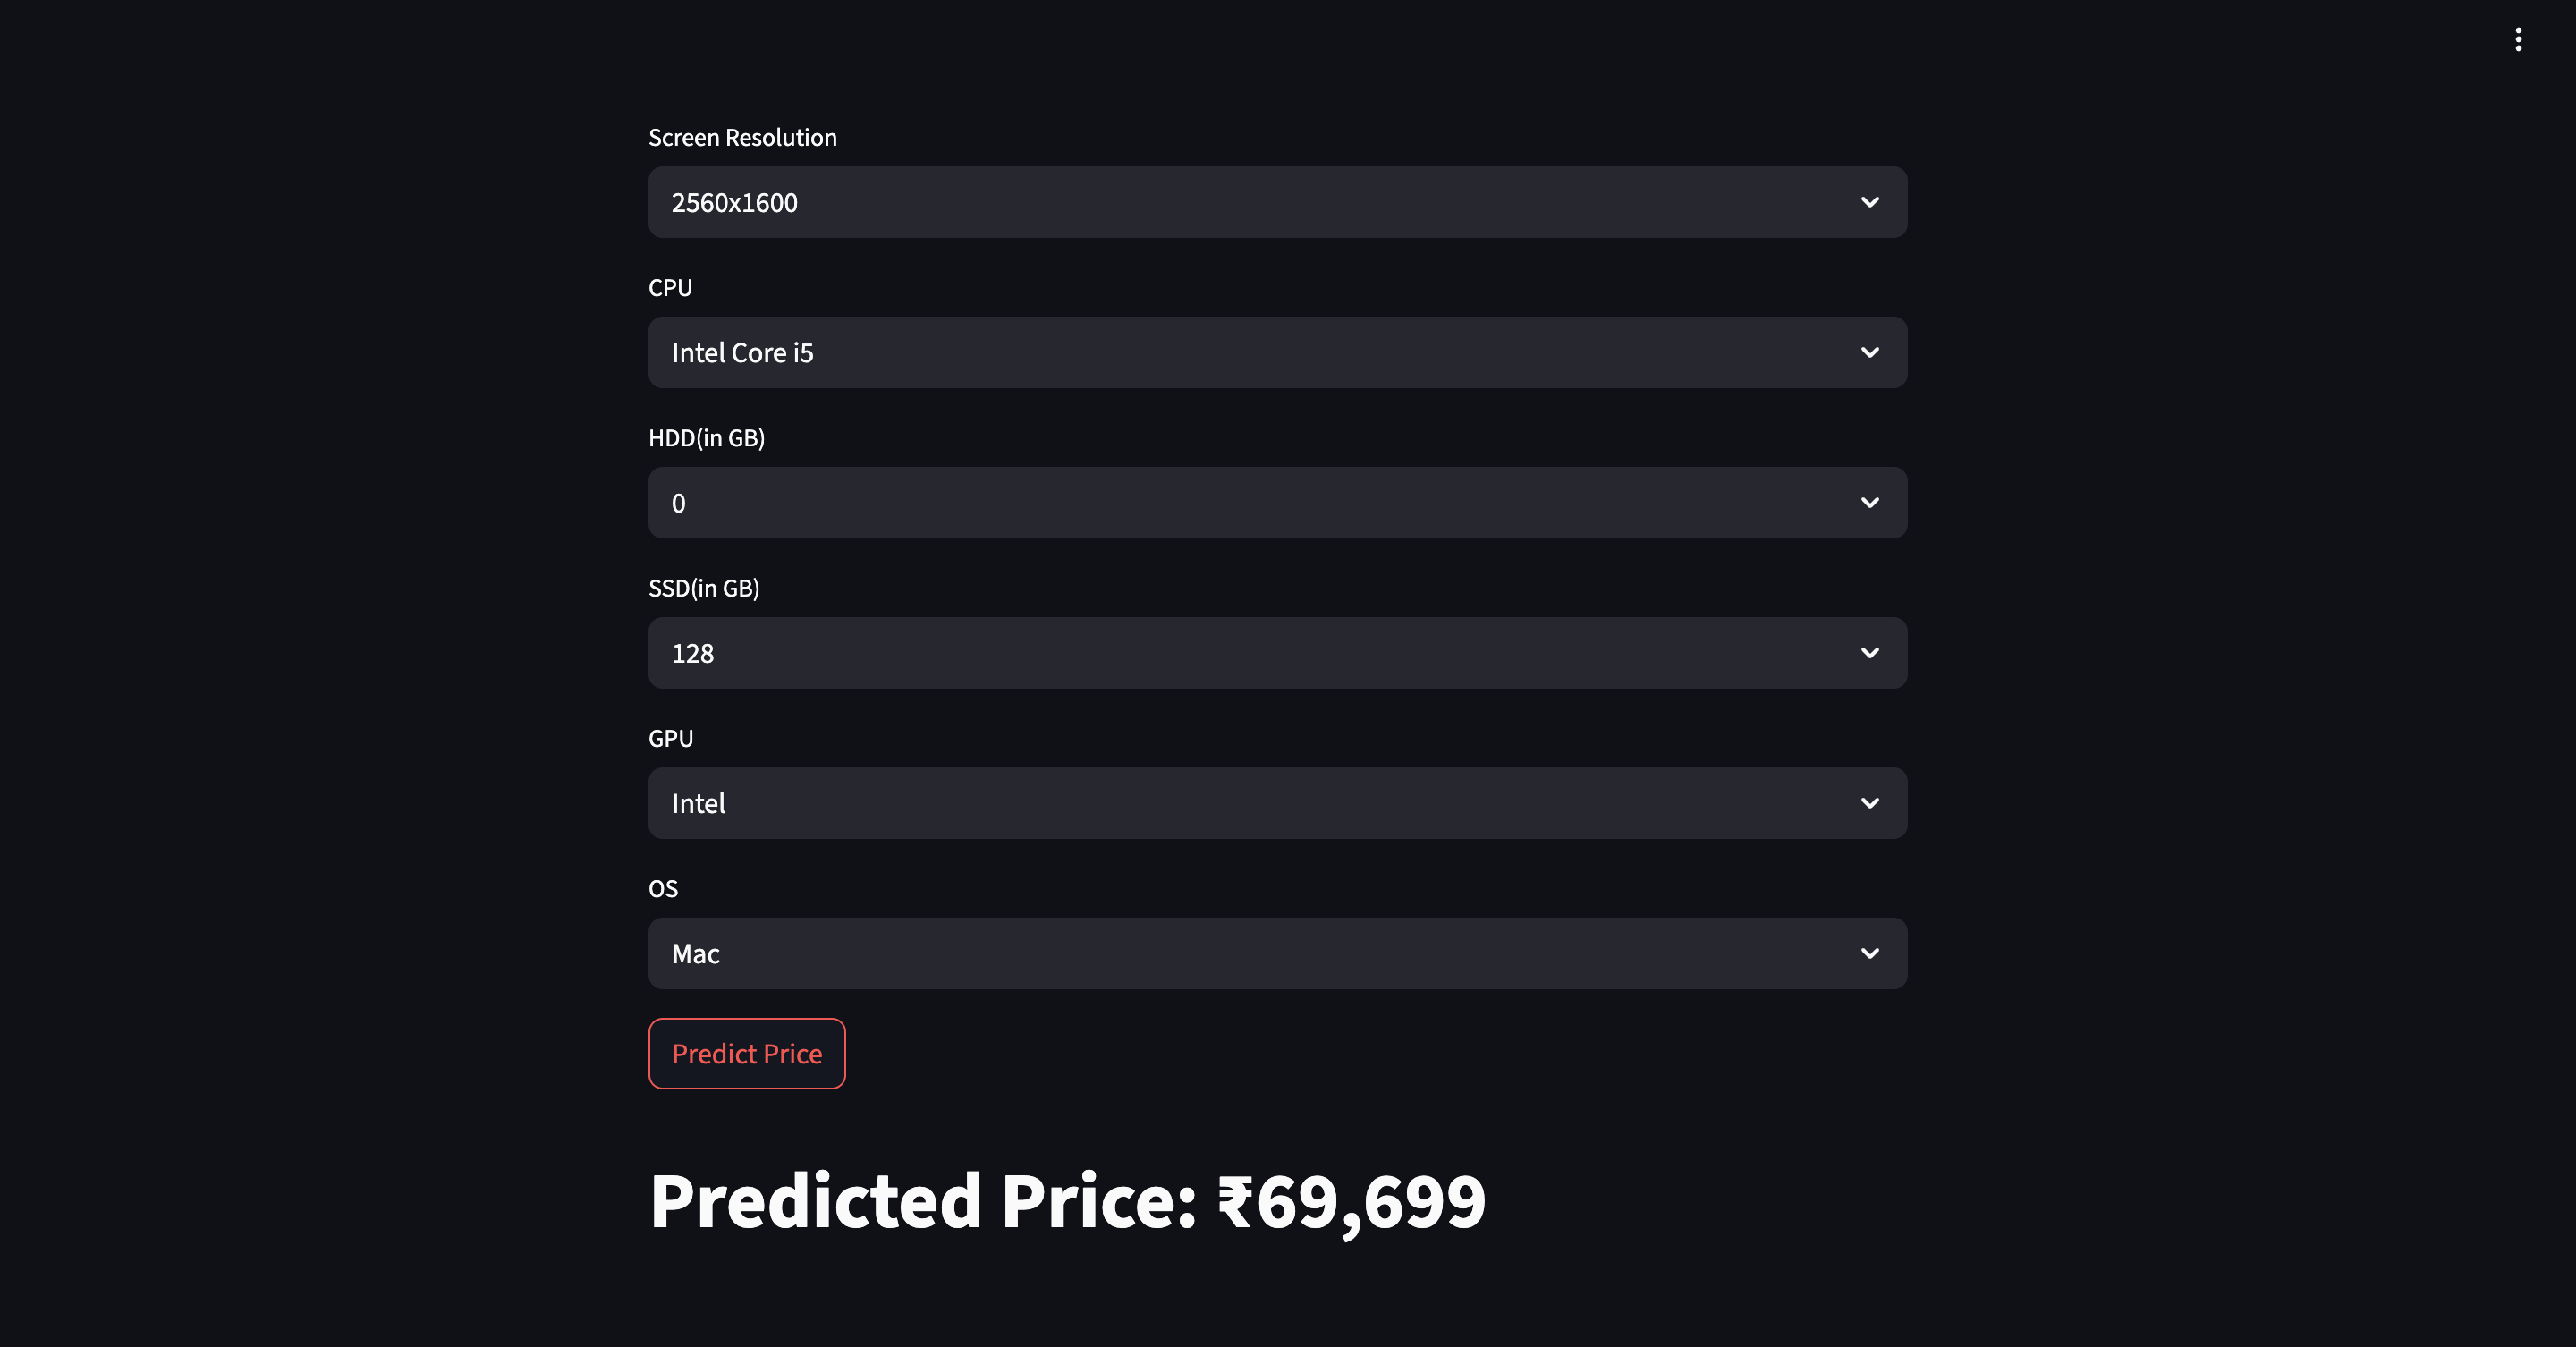 Screen Resolution
2560x1600
CPU
Intel Core i5
HDD(in GB)
0
SSD(in GB)
128
GPU
Intel
OS
Mac
Predict Price
Predicted Price: ₹69,699